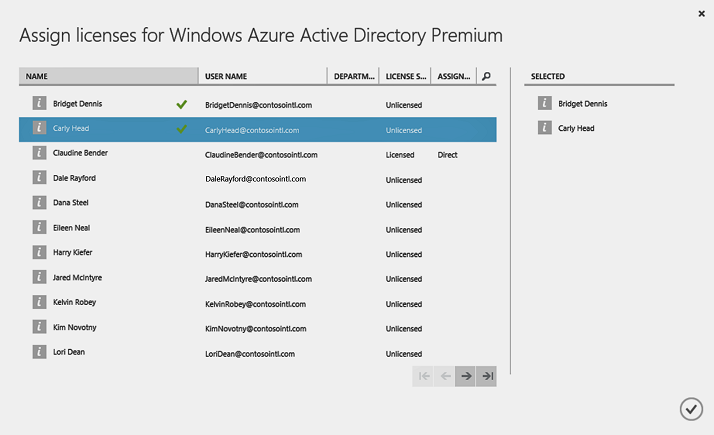 Assign licenses for Windows Azure Active Directory Premium
NAME USER NAME DEPARTM... LICENSE S... ASSIGN... SELECTED
Bridget Dennis BridgetDennis@contosointl.com Unlicensed Bridget Dennis
Carly Head CarlyHead@contosointl.com Unlicensed Carly Head
Claudine Bender ClaudineBender@contosointl.com Licensed Direct
Dale Rayford DaleRayford@contosointl.com Unlicensed
Dana Steel DanaSteel@contosointl.com Unlicensed
Eileen Neal EileenNeal@contosointl.com Unlicensed
Harry Kiefer HarryKiefer@contosointl.com Unlicensed
Jared McIntyre JaredMcIntyre@contosointl.com Unlicensed
Kelvin Robey KelvinRobey@contosointl.com Unlicensed
Kim Novotny KimNovotny@contosointl.com Unlicensed
Lori Dean LoriDean@contosointl.com Unlicensed